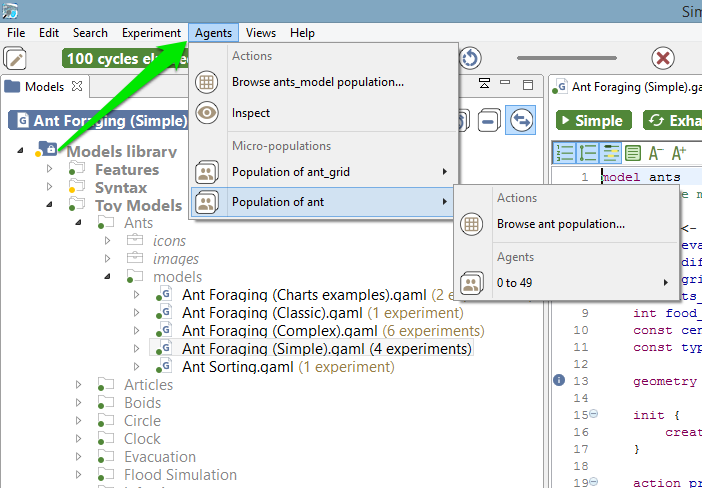 Sim
File Edit Search Experiment Agents Views Help
100 cycles el
Actions
Browse ants_model population...
Inspect
Micro-populations
Population of ant_grid
Population of ant
Actions
Browse ant population...
Agents
0 to 49
Models
Ant Foraging (Simple)
Models library
Features
Syntax
Toy Models
Ants
icons
images
models
Ant Foraging (Charts examples).gaml (2 e
Ant Foraging (Classic).gaml (1 experiment)
Ant Foraging (Complex).gaml (6 experiments)
Ant Foraging (Simple).gaml (4 experiments)
Ant Sorting.gaml (1 experiment)
Articles
Boids
Circle
Clock
Evacuation
Flood Simulation
Ant Foraging (Simple).ga
Simple Exha
A- A+
1 model ants
9 int food_
10 const cen
11 const typ
12
13 geometry
14
15 init {
16 creat
17 }
18
19 action pr